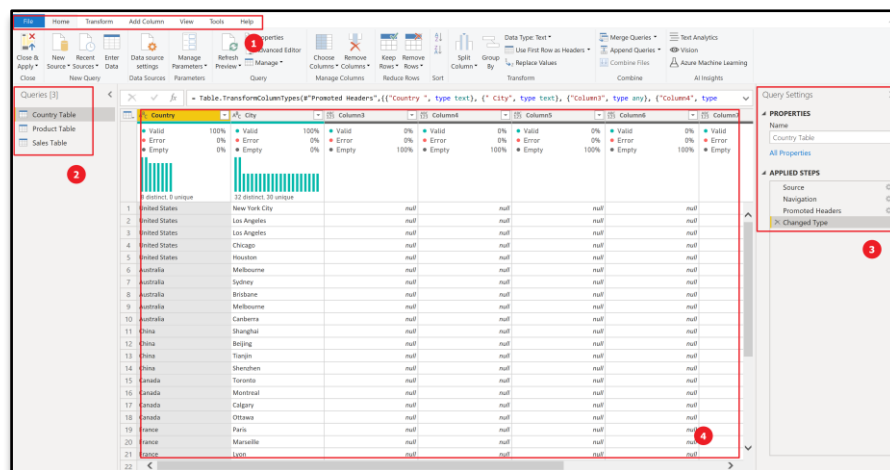 File Home Transform Add Column View Tools Help
1
Close & Apply
New Source
Recent Sources
Enter Data
Data source settings
Manage Parameters
Refresh Preview
Properties
Advanced Editor
Manage
Choose Columns
Remove Columns
Keep Rows
Remove Rows
Split Column
Group By
Data Type: Text
Use First Row as Headers
Replace Values
Merge Queries
Append Queries
Combine Files
Text Analytics
Vision
Azure Machine Learning
Close New Query Data Sources Parameters Query Manage Columns Reduce Rows Sort Transform Combine AI Insights
Queries [3]
Country Table
Product Table
Sales Table
2
= Table.TransformColumnTypes(#"Promoted Headers",{{"Country ", type text}, {" City", type text}, {"Column3", type any}, {"Column4", type
Country City Column3 Column4 Column5 Column6 Column7
Valid 100% Valid 100% Valid 0% Valid 0% Valid 0% Valid 0% Valid
Error 0% Error 0% Error 0% Error 0% Error 0% Error 0% Error
Empty 0% Empty 0% Empty 100% Empty 100% Empty 100% Empty 100% Empty
8 distinct, 0 unique 32 distinct, 30 unique
1 United States New York City null null null null
2 United States Los Angeles null null null null
3 United States Los Angeles null null null null
4 United States Chicago null null null null
5 United States Houston null null null null
6 Australia Melbourne null null null null
7 Australia Sydney null null null null
8 Australia Brisbane null null null null
9 Australia Melbourne null null null null
10 Australia Canberra null null null null
11 China Shanghai null null null null
12 China Beijing null null null null
13 China Tianjin null null null null
14 China Shenzhen null null null null
15 Canada Toronto null null null null
16 Canada Montreal null null null null
17 Canada Calgary null null null null
18 Canada Ottawa null null null null
19 France Paris null null null null
20 France Marseille null null null null
21 France Lyon null null null null
22
4
Query Settings
PROPERTIES
Name
Country Table
All Properties
APPLIED STEPS
Source
Navigation
Promoted Headers
Changed Type
3